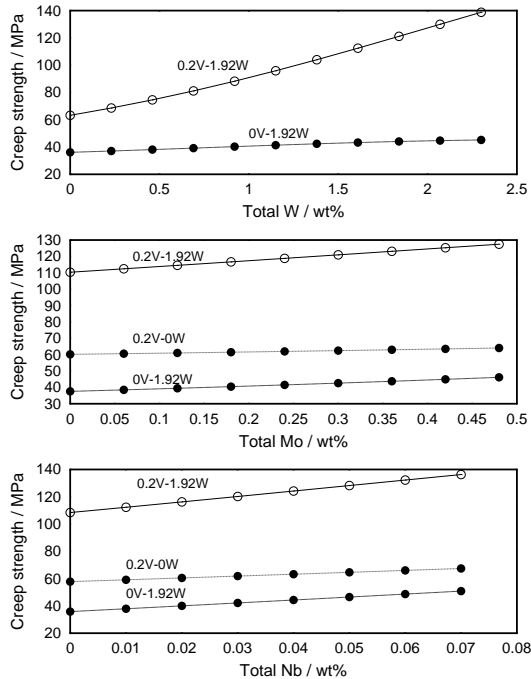 140
120
100
80
60
40
20
Creep strength / MPa
0.2V-1.92W
0V-1.92W
0 0.5 1 1.5 2 2.5
Total W / wt%
130
120
110
100
90
80
70
60
50
40
30
Creep strength / MPa
0.2V-1.92W
0.2V-0W
0V-1.92W
0 0.05 0.1 0.15 0.2 0.25 0.3 0.35 0.4 0.45 0.5
Total Mo / wt%
140
120
100
80
60
40
20
Creep strength / MPa
0.2V-1.92W
0.2V-0W
0V-1.92W
0 0.01 0.02 0.03 0.04 0.05 0.06 0.07 0.08
Total Nb / wt%